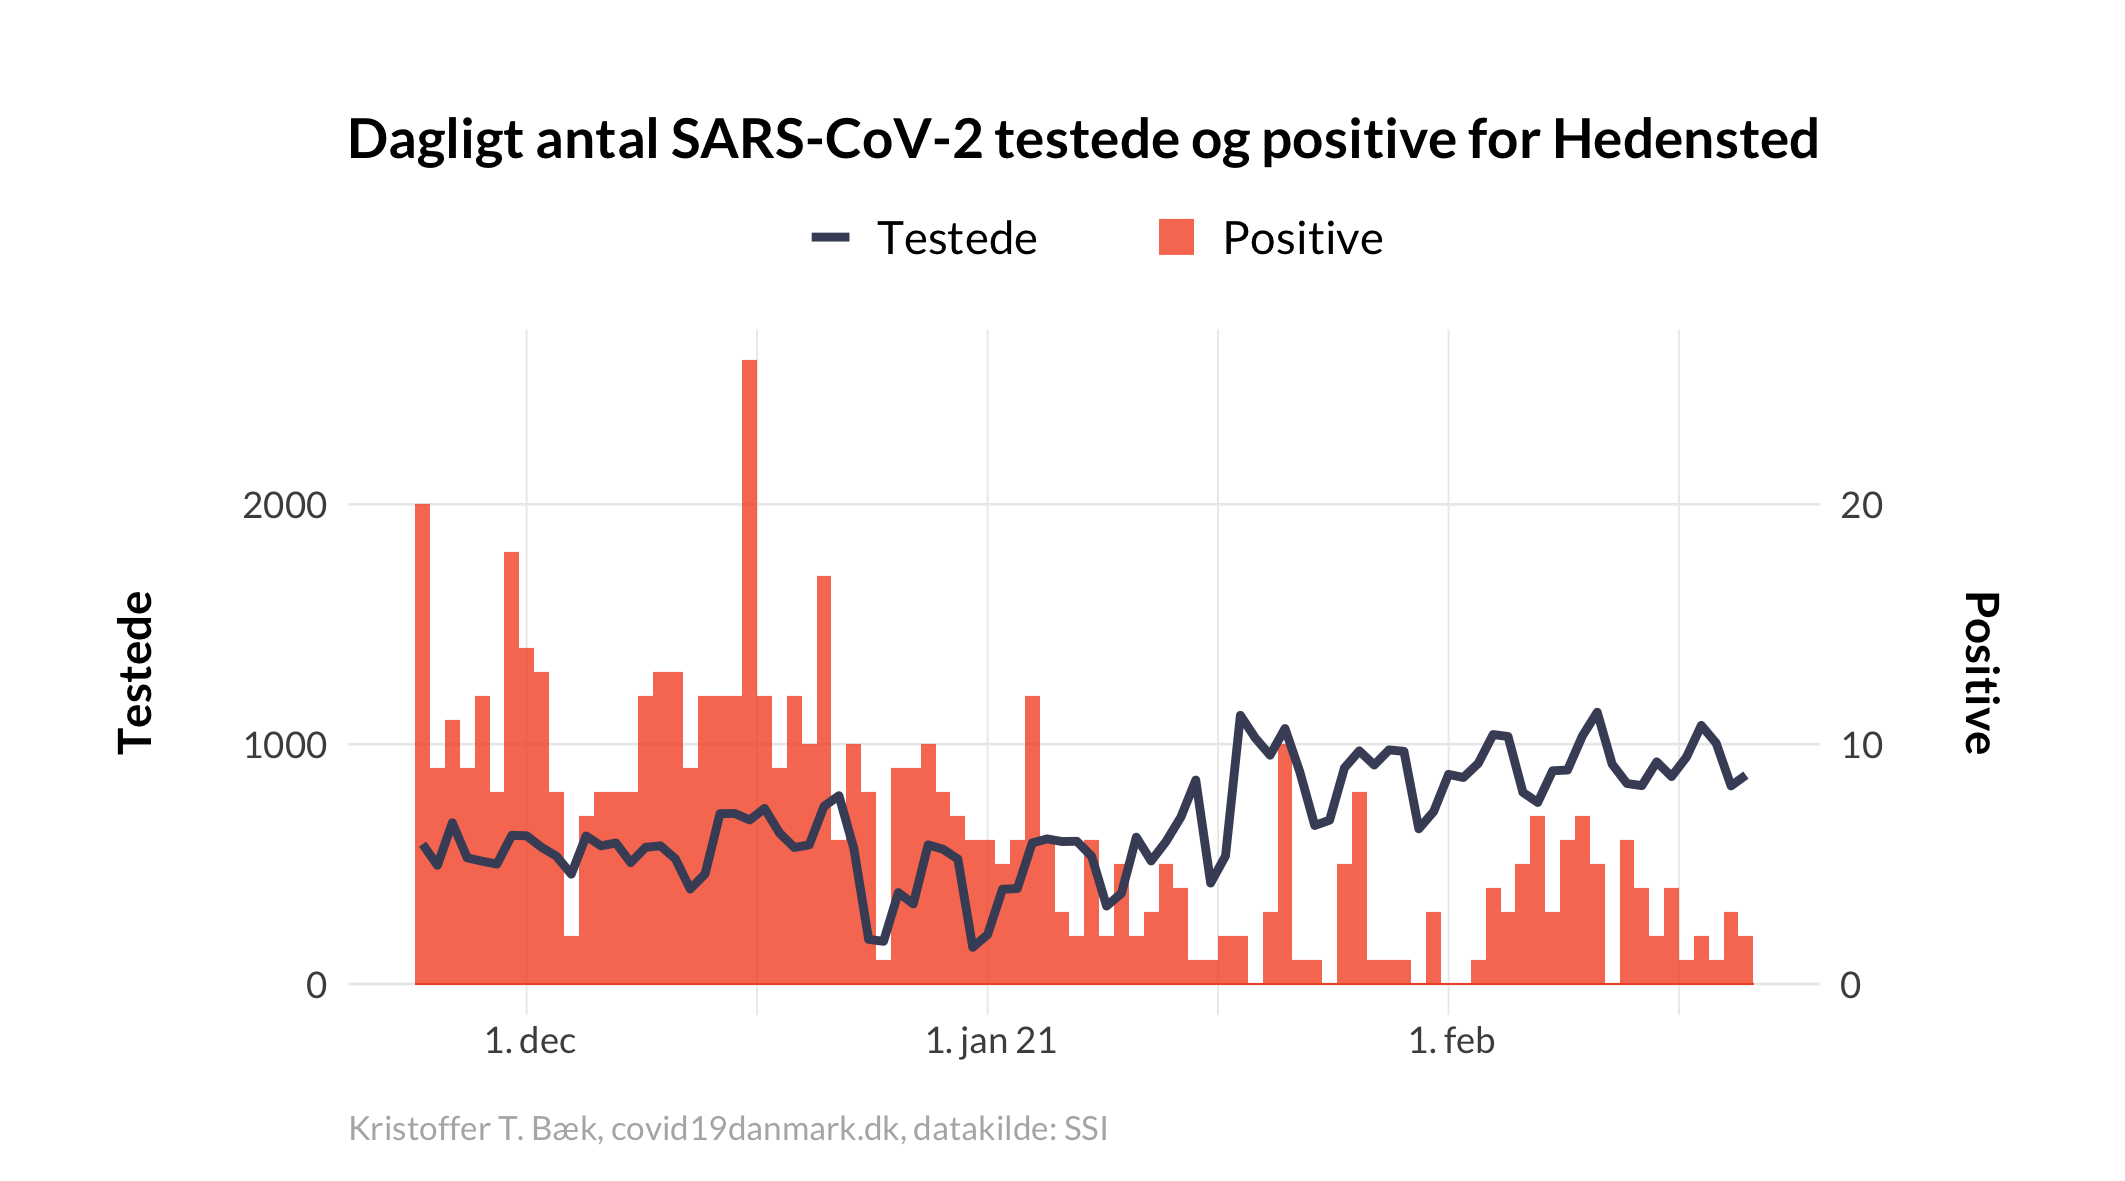 Dagligt antal SARS-CoV-2 testede og positive for Hedensted
Testede
Positive
2000
1000
0
Testede
20
10
0
Positive
1. dec
1. jan 21
1. feb
Kristoffer T. Bæk, covid19danmark.dk, datakilde: SSI